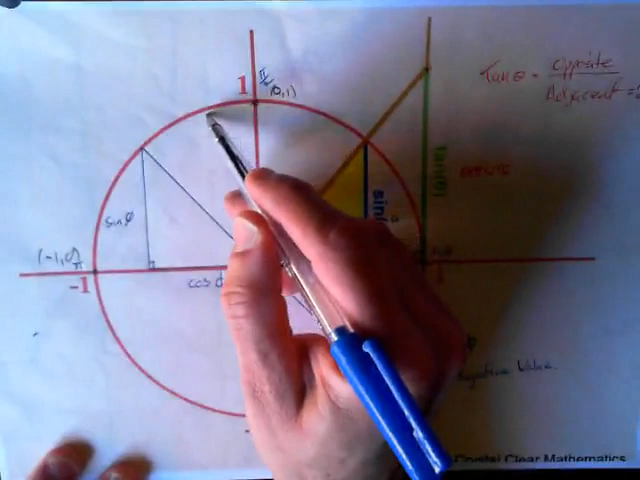 1
π/2
(0,1)
Tan θ = opposite
Adjacent
tan(θ)
sin(
sin φ
(-1,0)
π
-1
cos
Negative Value
Crystal Clear Mathematics